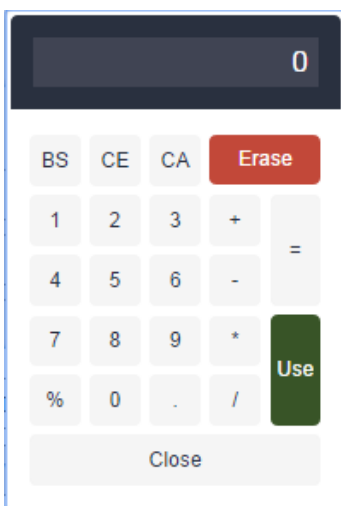 0
BS CE CA Erase
1 2 3 +
=
4 5 6 -
7 8 9 *
Use
% 0 . /
Close